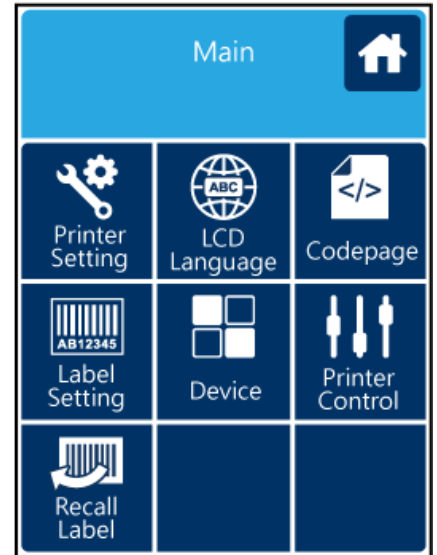 Main
Printer
Setting
ABC
LCD
Language
</>
Codepage
AB12345
Label
Setting
Device
Printer
Control
Recall
Label